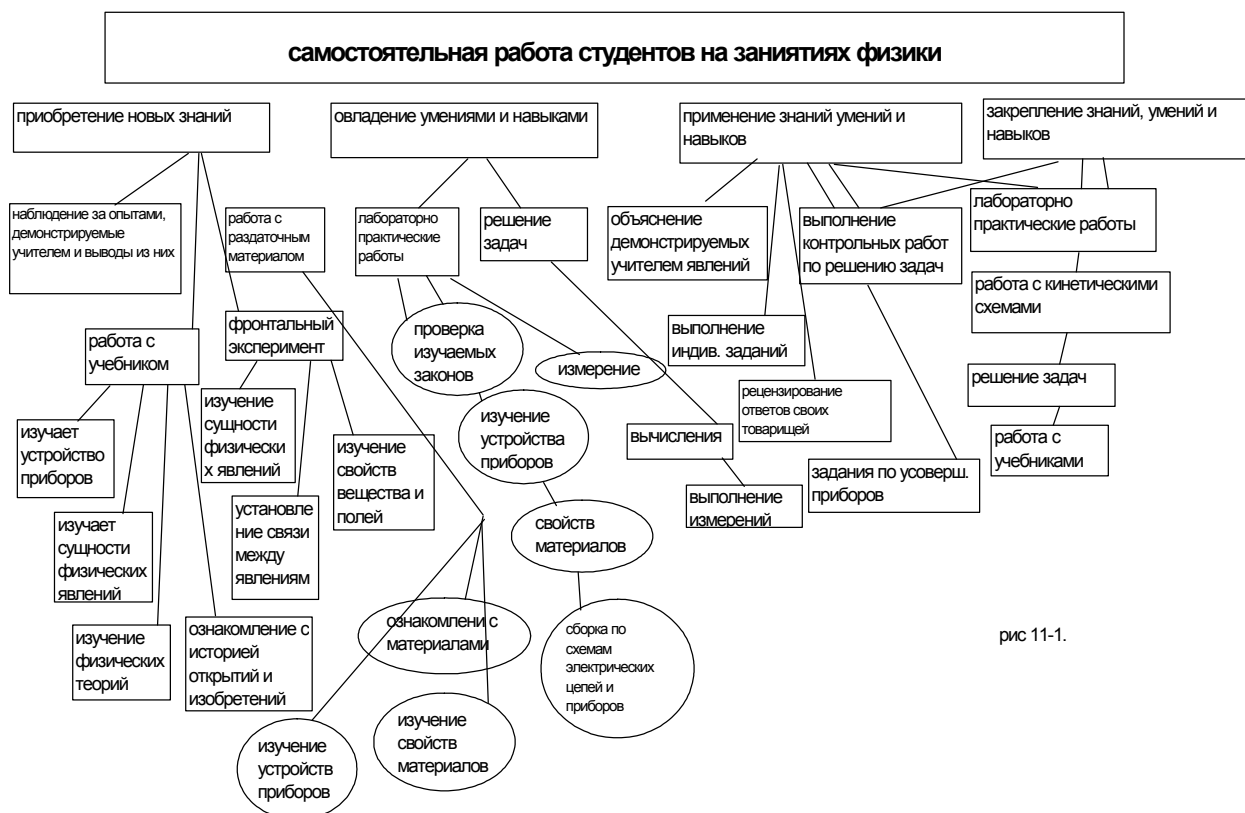 самостоятельная работа студентов на заниятиях физики
приобретение новых знаний
овладение умениями и навыками
применение знаний умений и
навыков
закрепление знаний, умений и
навыков
наблюдение за опытами,
демонстрируемые
учителем и выводы из них
работа с
раздаточным
материалом
лабораторно
практические
работы
решение
задач
объяснение
демонстрируемых
учителем явлений
выполнение
контрольных работ
по решению задач
лабораторно
практические работы
работа с
учебником
фронтальный
эксперимент
проверка
изучаемых
законов
измерение
выполнение
индив. заданий
работа с кинетическими
схемами
решение задач
рецензирование
ответов своих
товарищей
изучает
устройство
приборов
изучение
сущности
физически
х явлений
изучение
свойств
вещества и
полей
изучение
устройства
приборов
вычисления
работа с
учебниками
задания по усоверш.
приборов
изучает
сущности
физических
явлений
установле
ние связи
между
явлениям
свойств
материалов
выполнение
измерений
изучение
физических
теорий
ознакомление с
историей
открытий и
изобретений
ознакомлени с
материалами
сборка по
схемам
электрических
цепей и
приборов
рис 11-1.
изучение
устройств
приборов
изучение
свойств
материалов